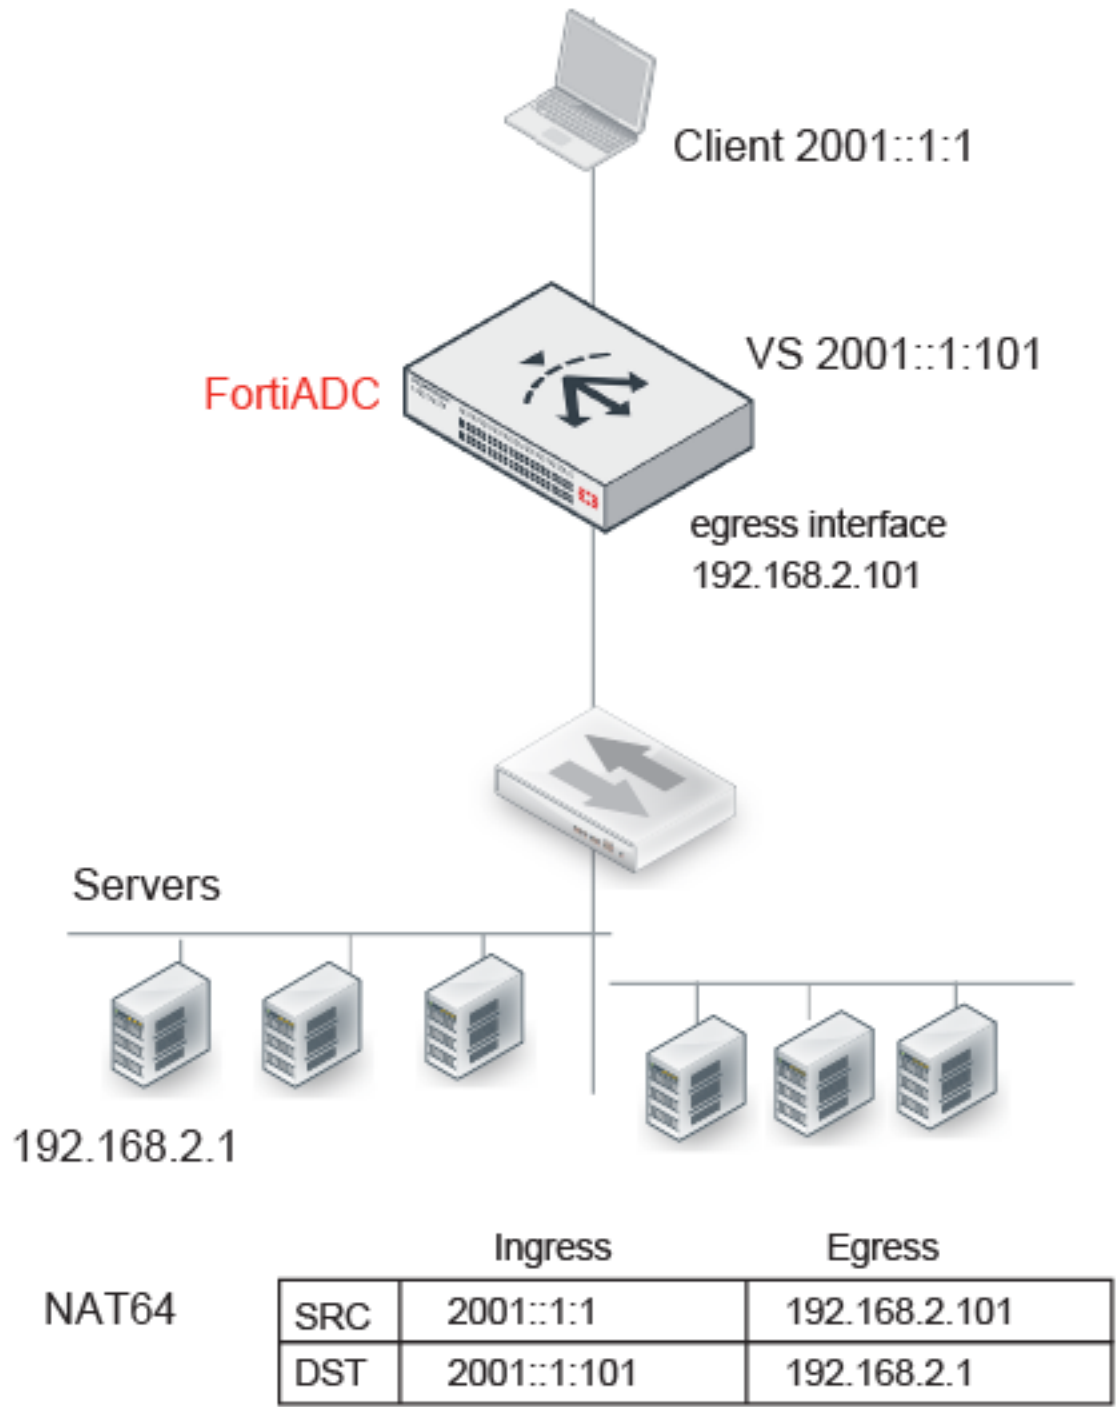 Client 2001::1:1
VS 2001::1:101
FortiADC
egress interface
192.168.2.101
Servers
192.168.2.1
Ingress Egress
NAT64 SRC 2001::1:1 192.168.2.101
DST 2001::1:101 192.168.2.1